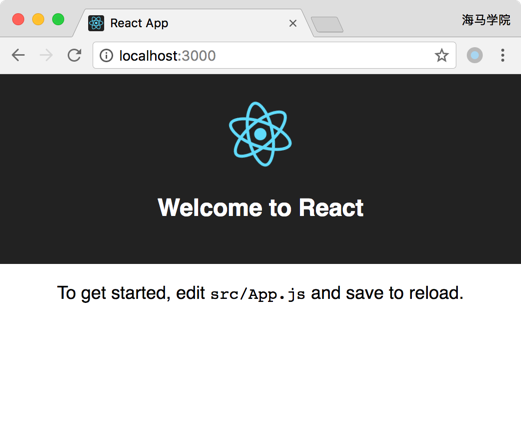 React App
海马学院
localhost:3000
Welcome to React
To get started, edit src/App.js and save to reload.